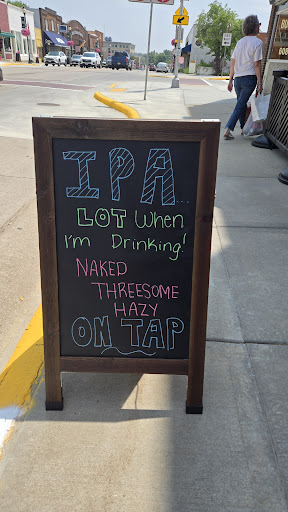 IPA...
LOT When
I'm Drinking!
NAKED
THREESOME
HAZY
ON TAP